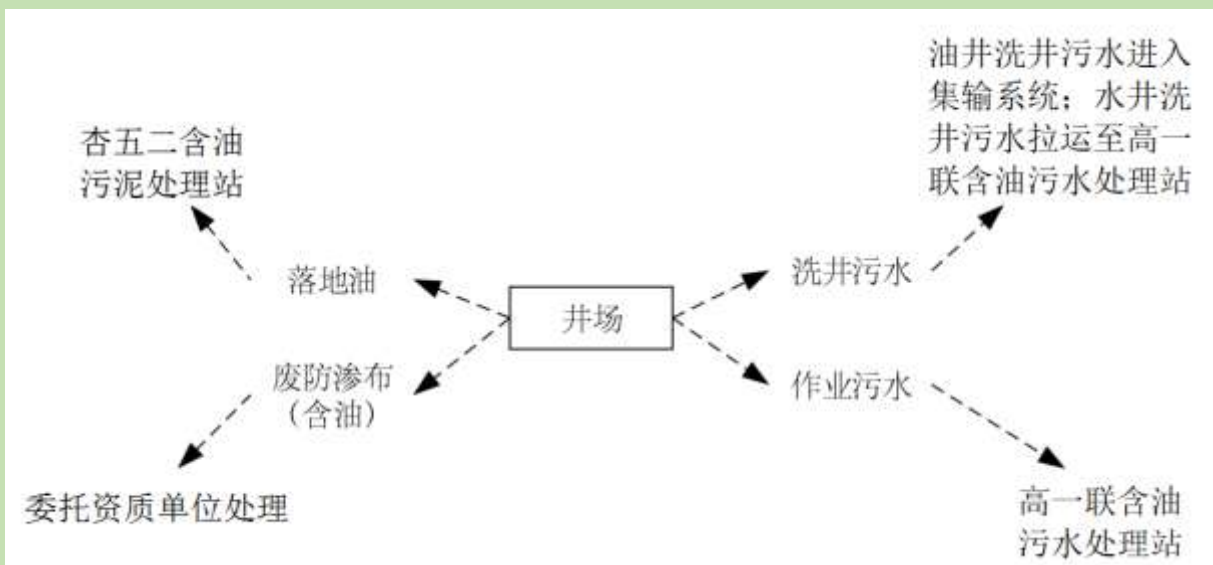 油井洗井污水进入
集输系统；水井洗
井污水拉运至高一
联含油污水处理站
杏五二含油
污泥处理站
落地油
洗井污水
井场
废防渗布
（含油）
作业污水
委托资质单位处理
高一联含油
污水处理站